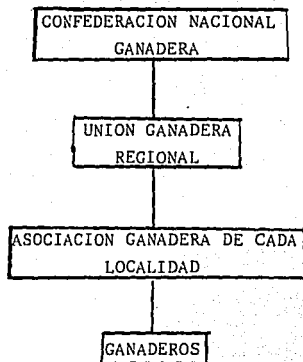 CONFEDERACION NACIONAL
GANADERA
UNION GANADERA
REGIONAL
ASOCIACION GANADERA DE CADA
LOCALIDAD
GANADEROS